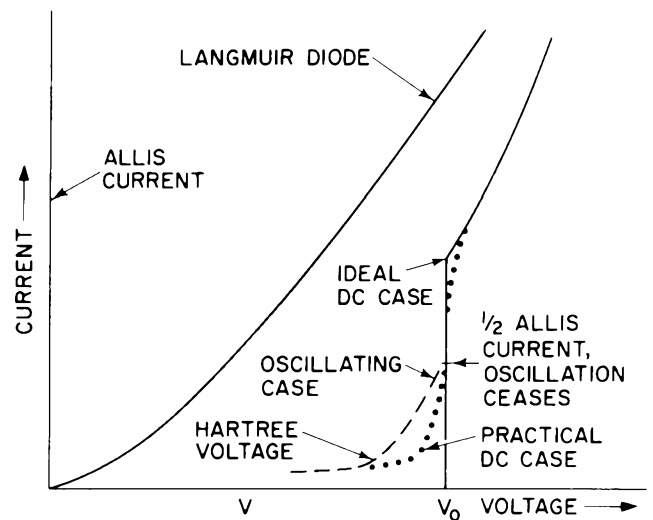 LANGMUIR DIODE
ALLIS
CURRENT
CURRENT
IDEAL
DC CASE
1/2 ALLIS
CURRENT,
OSCILLATION
CEASES
OSCILLATING
CASE
HARTREE
VOLTAGE
PRACTICAL
DC CASE
V
V₀ VOLTAGE